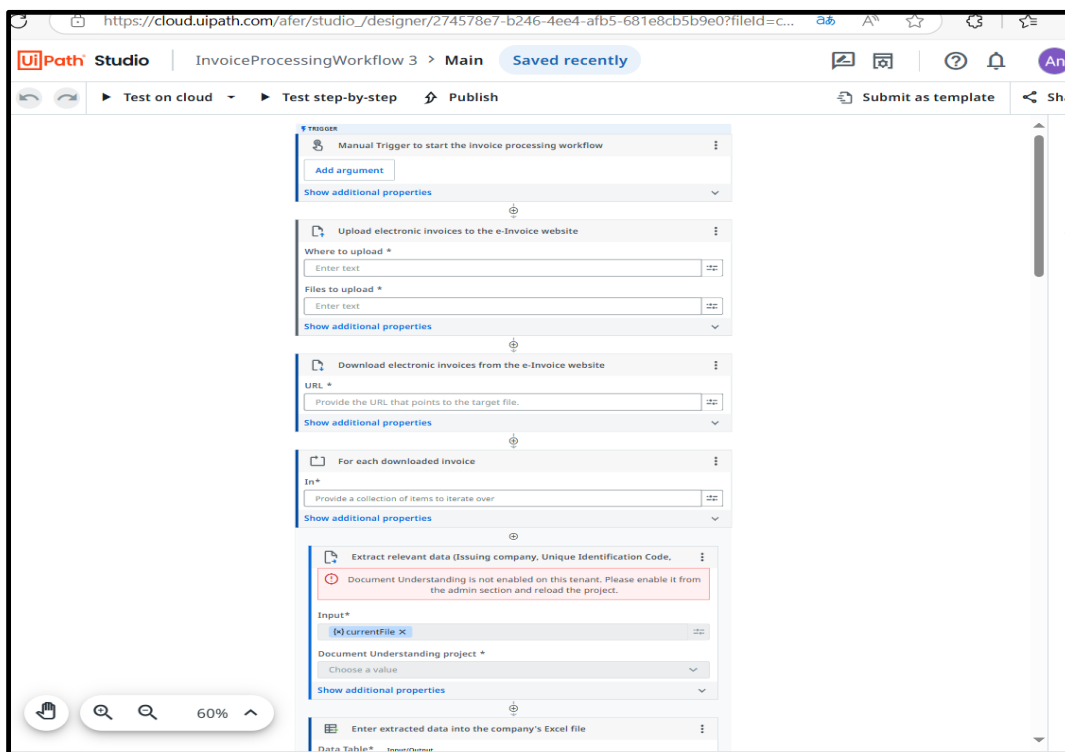 https://cloud.uipath.com/afer/studio_/designer/274578e7-b246-4ee4-afb5-681e8cb5b9e0?fileId=c...
UiPath Studio InvoiceProcessingWorkflow 3 > Main Saved recently An
Test on cloud Test step-by-step Publish Submit as template Sh
TRIGGER
Manual Trigger to start the invoice processing workflow
Add argument
Show additional properties
Upload electronic invoices to the e-Invoice website
Where to upload *
Enter text
Files to upload *
Enter text
Show additional properties
Download electronic invoices from the e-Invoice website
URL *
Provide the URL that points to the target file.
Show additional properties
For each downloaded invoice
In*
Provide a collection of items to iterate over
Show additional properties
Extract relevant data (Issuing company, Unique Identification Code,
Document Understanding is not enabled on this tenant. Please enable it from
the admin section and reload the project.
Input*
{x} currentFile ×
Document Understanding project *
Choose a value
Show additional properties
60%
Enter extracted data into the company's Excel file
Data Table* Input/Output